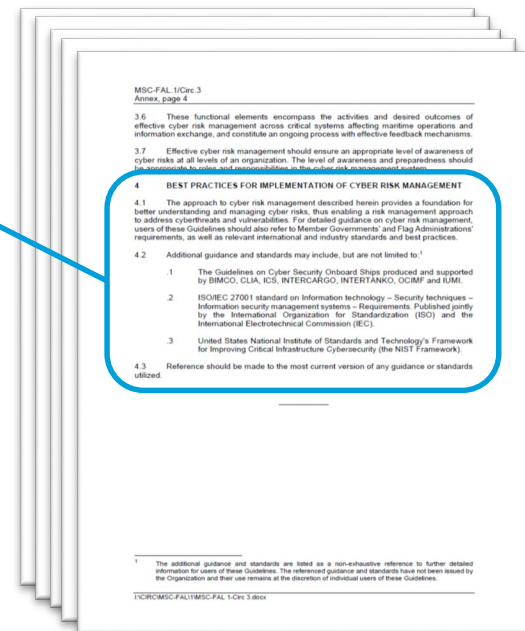 MSC-FAL.1/Circ.3
Annex, page 4
3.6 These functional elements encompass the activities and desired outcomes of
effective cyber risk management across critical systems affecting maritime operations and
information exchange, and constitute an ongoing process with effective feedback mechanisms.
3.7 Effective cyber risk management should ensure an appropriate level of awareness of
cyber risks at all levels of an organization. The level of awareness and preparedness should
be appropriate to roles and responsibilities in the cyber risk management system.
4 BEST PRACTICES FOR IMPLEMENTATION OF CYBER RISK MANAGEMENT
4.1 The approach to cyber risk management described herein provides a foundation for
better understanding and managing cyber risks, thus enabling a risk management approach
to address cyberthreats and vulnerabilities. For detailed guidance on cyber risk management,
users of these Guidelines should also refer to Member Governments' and Flag Administrations'
requirements, as well as relevant international and industry standards and best practices.
4.2 Additional guidance and standards may include, but are not limited to:1
.1 The Guidelines on Cyber Security Onboard Ships produced and supported
by BIMCO, CLIA, ICS, INTERCARGO, INTERTANKO, OCIMF and IUMI.
.2 ISO/IEC 27001 standard on Information technology – Security techniques –
Information security management systems – Requirements. Published jointly
by the International Organization for Standardization (ISO) and the
International Electrotechnical Commission (IEC).
.3 United States National Institute of Standards and Technology's Framework
for Improving Critical Infrastructure Cybersecurity (the NIST Framework).
4.3 Reference should be made to the most current version of any guidance or standards
utilized.
1 The additional guidance and standards are listed as a non-exhaustive reference to further detailed
information for users of these Guidelines. The referenced guidance and standards have not been issued by
the Organization and their use remains at the discretion of individual users of these Guidelines.
I:\CIRC\MSC-FAL\1\MSC-FAL 1-Circ 3.docx